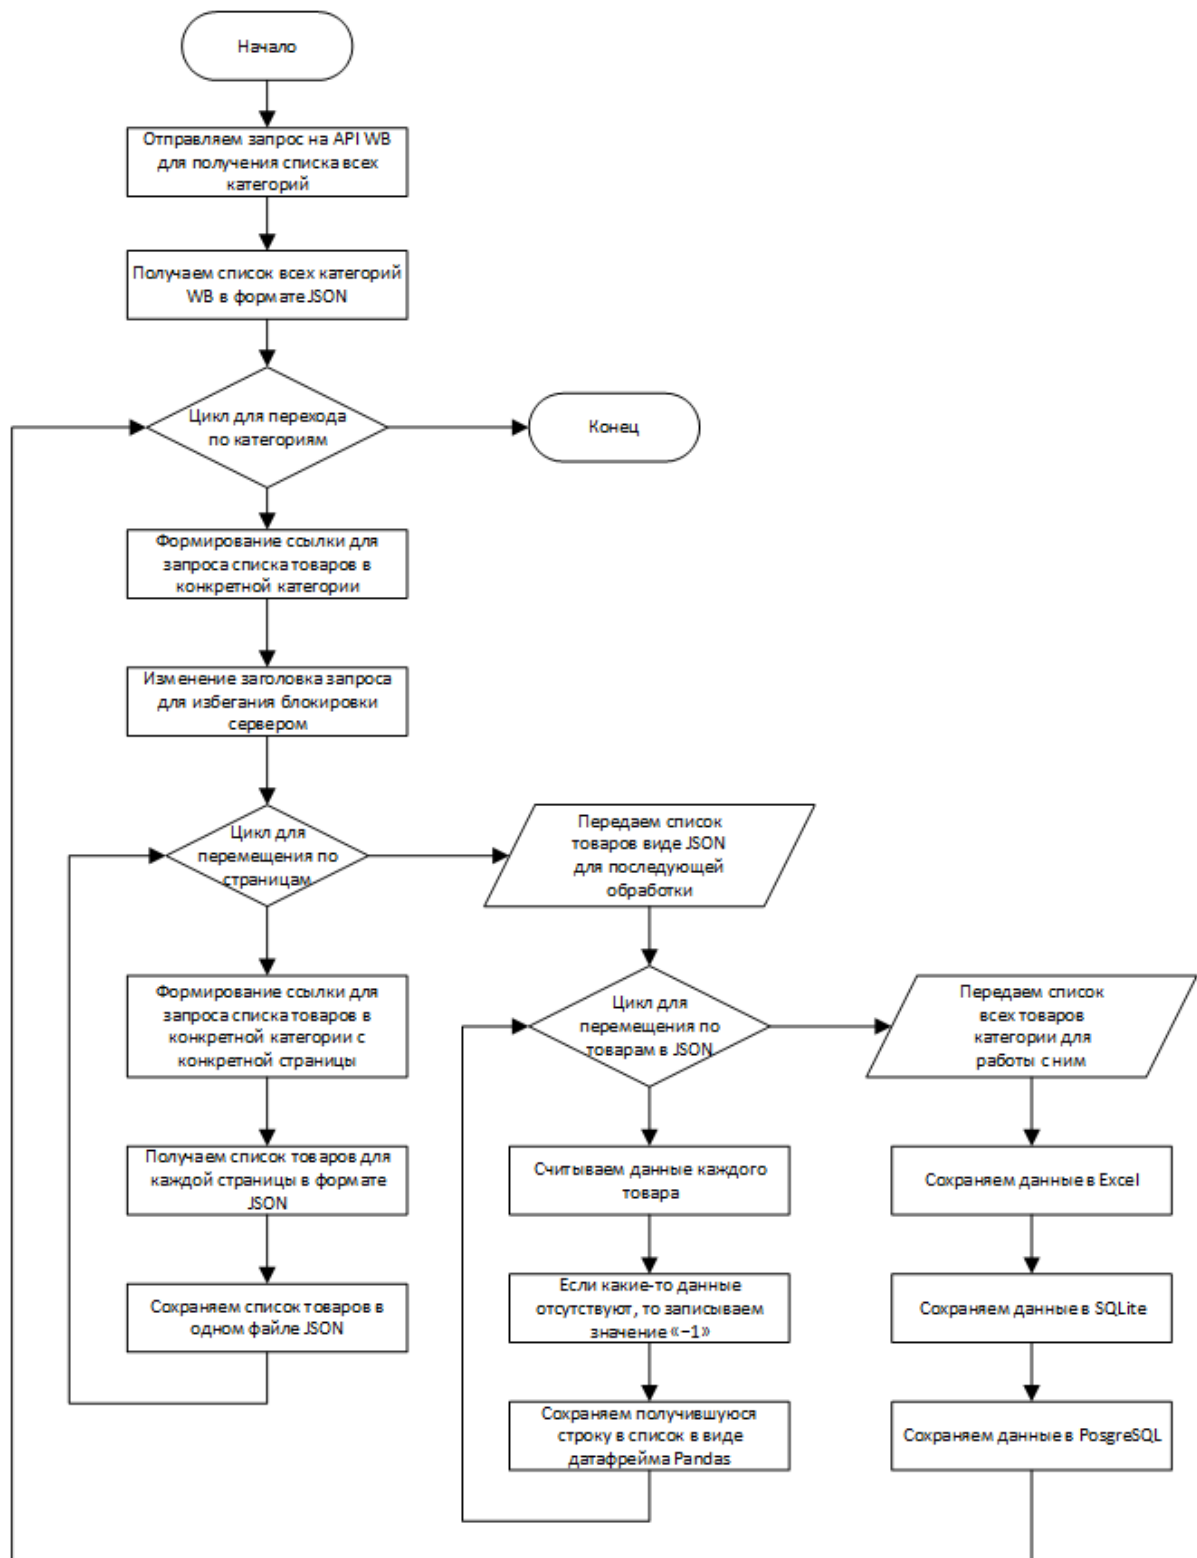 Начало
Отправляем запрос на API WB
для получения списка всех
категорий
Получаем список всех категорий
WB в формате JSON
Цикл для перехода
по категориям
Конец
Формирование ссылки для
запроса списка товаров в
конкретной категории
Изменение заголовка запроса
для избегания блокировки
сервером
Цикл для
перемещения по
страницам
Передаем список
товаров виде JSON
для последующей
обработки
Формирование ссылки для
запроса списка товаров в
конкретной категории с
конкретной страницы
Цикл для
перемещения по
товарам в JSON
Передаем список
всех товаров
категории для
работы с ним
Получаем список товаров для
каждой страницы в формате
JSON
Считываем данные каждого
товара
Сохраняем данные в Excel
Сохраняем список товаров в
одном файле JSON
Если какие-то данные
отсутствуют, то записываем
значение «−1»
Сохраняем данные в SQLite
Сохраняем получившуюся
строку в список в виде
датафрейма Pandas
Сохраняем данные в PosgreSQL